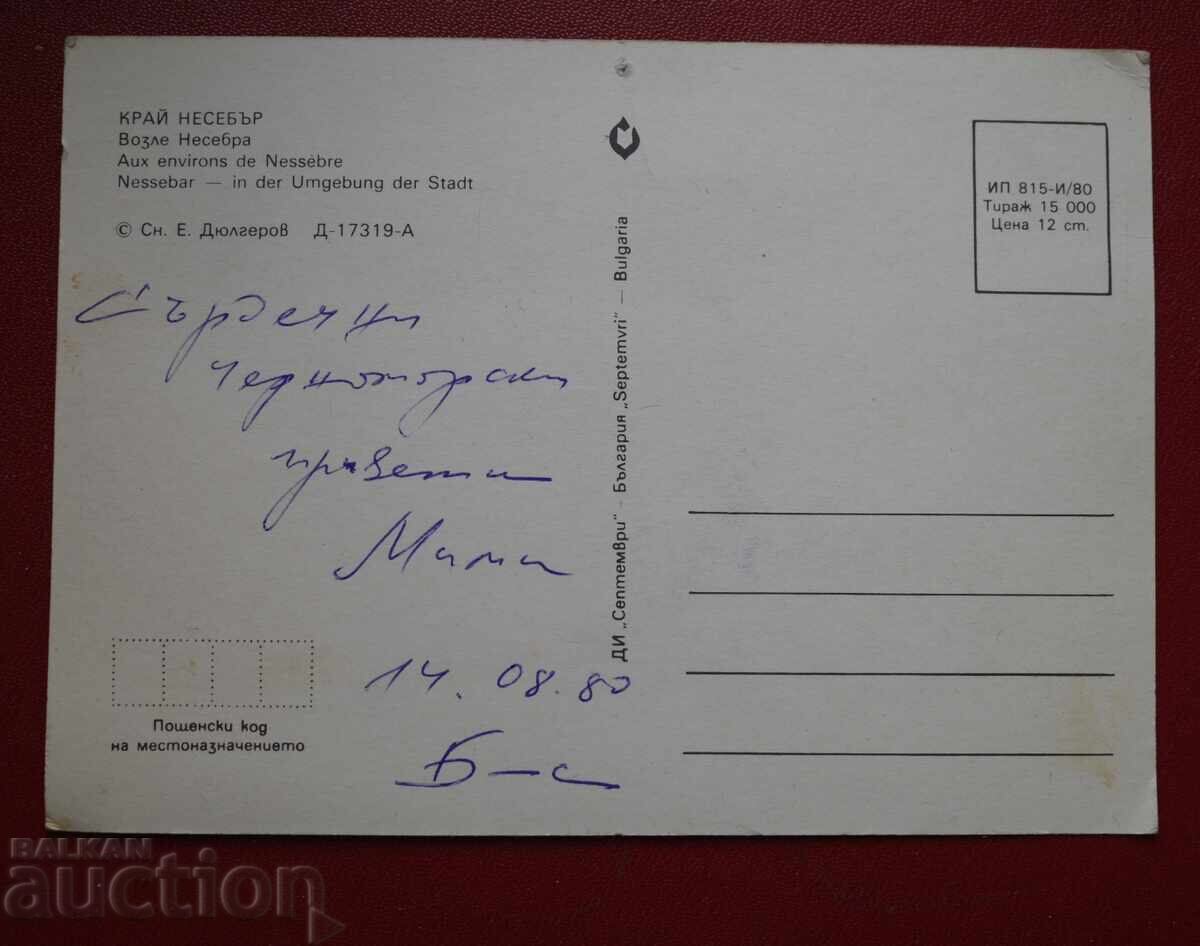 КРАЙ НЕСЕБЪР
Возле Несебра
Aux environs de Nessèbre
Nessebar — in der Umgebung der Stadt
© Сн. Е. Дюлгеров Д-17319-А
Сърдечни
Черноморски
привети
Мими
14.08.80
Б-с
Пощенски код
на местоназначението
ДИ „Септември" - България „Septemvri" — Bulgaria
ИП 815-И/80
Тираж 15 000
Цена 12 ст.
BALKAN
auction